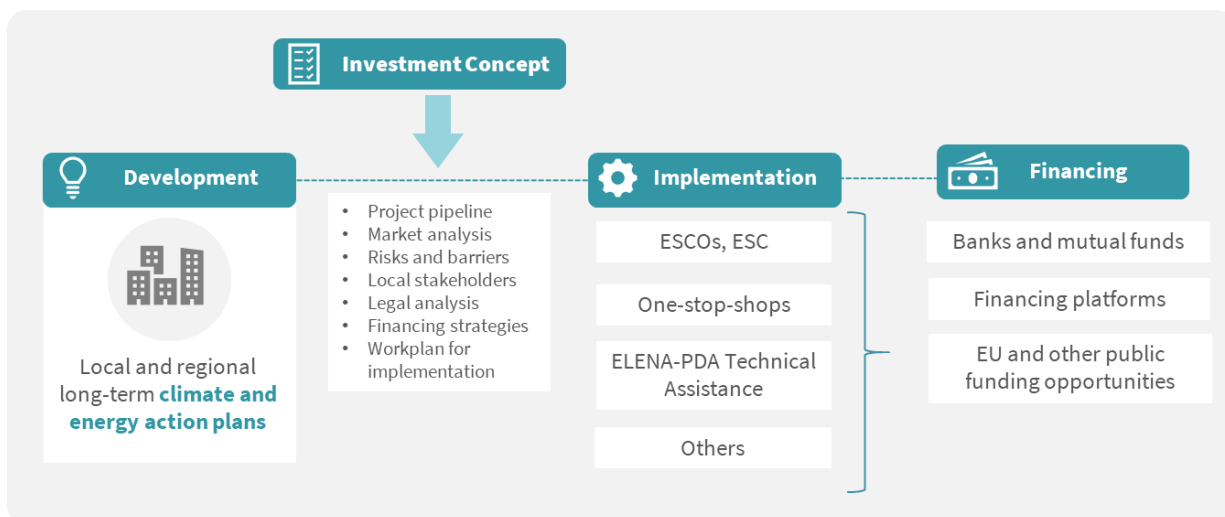 Investment Concept
Development
Local and regional
long-term climate and
energy action plans
• Project pipeline
• Market analysis
• Risks and barriers
• Local stakeholders
• Legal analysis
• Financing strategies
• Workplan for
implementation
Implementation
ESCOs, ESC
One-stop-shops
ELENA-PDA Technical
Assistance
Others
Financing
Banks and mutual funds
Financing platforms
EU and other public
funding opportunities